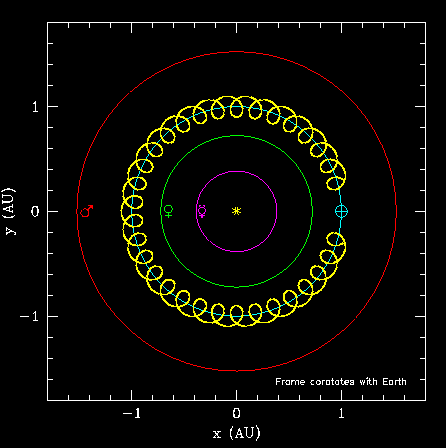 y (AU)
1
0
−1
Frame corotates with Earth
−1 0 1
x (AU)